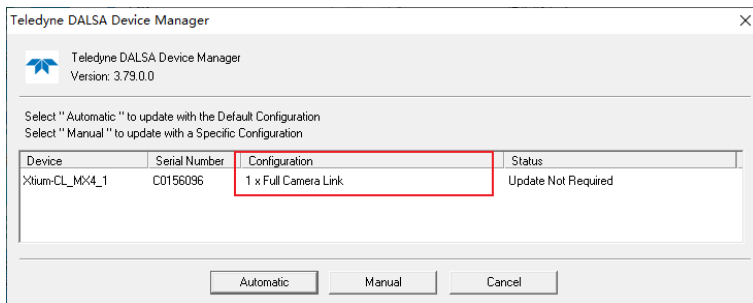 Teledyne DALSA Device Manager
Teledyne DALSA Device Manager
Version: 3.79.0.0
Select " Automatic " to update with the Default Configuration
Select " Manual " to update with a Specific Configuration
Device Serial Number Configuration Status
Xtium-CL_MX4_1 C0156096 1 x Full Camera Link Update Not Required
Automatic Manual Cancel